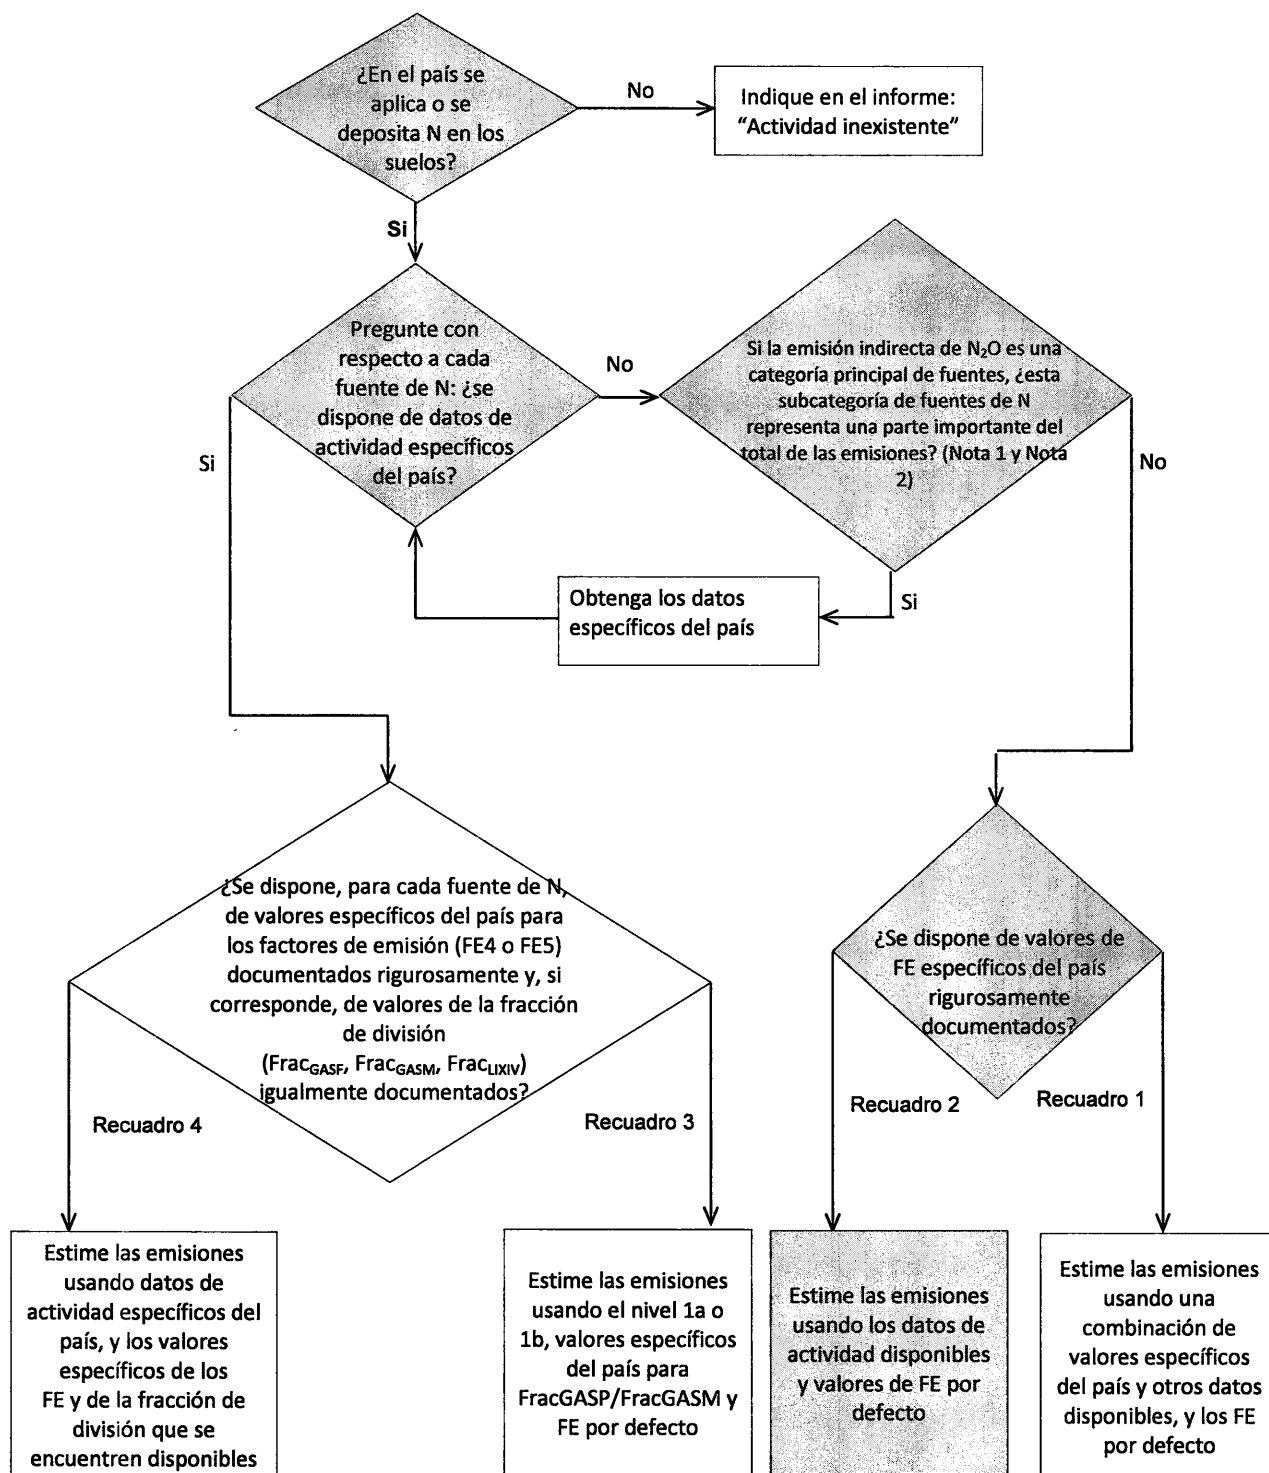 ¿En el país se
aplica o se
deposita N en los
suelos?
No
Indique en el informe:
"Actividad inexistente"
Si
Pregunte con
respecto a cada
fuente de N: ¿se
dispone de datos de
actividad específicos
del país?
No
Si la emisión indirecta de N₂O es una
categoría principal de fuentes, ¿esta
subcategoría de fuentes de N
representa una parte importante del
total de las emisiones? (Nota 1 y Nota
2)
Si
No
Obtenga los datos
específicos del país
Si
¿Se dispone, para cada fuente de N,
de valores específicos del país para
los factores de emisión (FE4 o FE5)
documentados rigurosamente y, si
corresponde, de valores de la fracción
de división
(Frac_GASF, Frac_GASM, Frac_LIXIV)
igualmente documentados?
¿Se dispone de valores de
FE específicos del país
rigurosamente
documentados?
Recuadro 4
Recuadro 3
Recuadro 2
Recuadro 1
Estime las emisiones
usando datos de
actividad específicos del
país, y los valores
específicos de los
FE y de la fracción de
división que se
encuentren disponibles
Estime las emisiones
usando el nivel 1a o
1b, valores específicos
del país para
FracGASP/FracGASM y
FE por defecto
Estime las emisiones
usando los datos de
actividad disponibles
y valores de FE por
defecto
Estime las emisiones
usando una
combinación de
valores específicos
del país y otros datos
disponibles, y los FE
por defecto